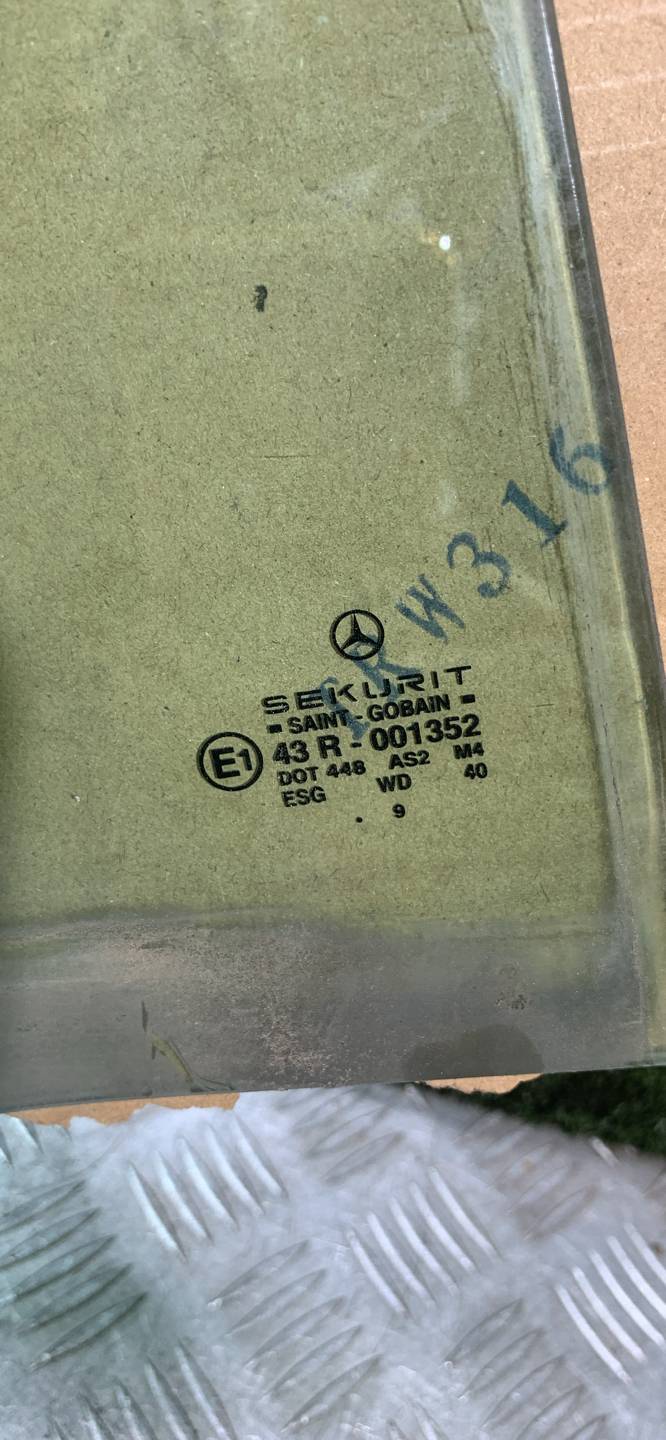 W316
SEKURIT
SAINT-GOBAIN
E1
43 R - 001352
DOT 448 AS2 M4
ESG WD 40
. 9